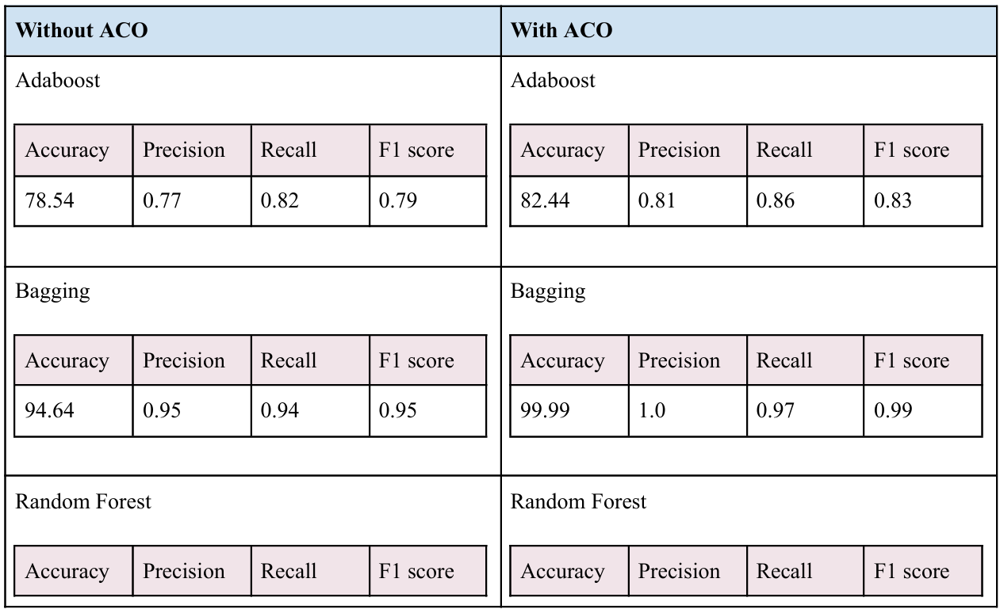 Without ACO With ACO
Adaboost Adaboost
Accuracy Precision Recall F1 score Accuracy Precision Recall F1 score
78.54 0.77 0.82 0.79 82.44 0.81 0.86 0.83
Bagging Bagging
Accuracy Precision Recall F1 score Accuracy Precision Recall F1 score
94.64 0.95 0.94 0.95 99.99 1.0 0.97 0.99
Random Forest Random Forest
Accuracy Precision Recall F1 score Accuracy Precision Recall F1 score